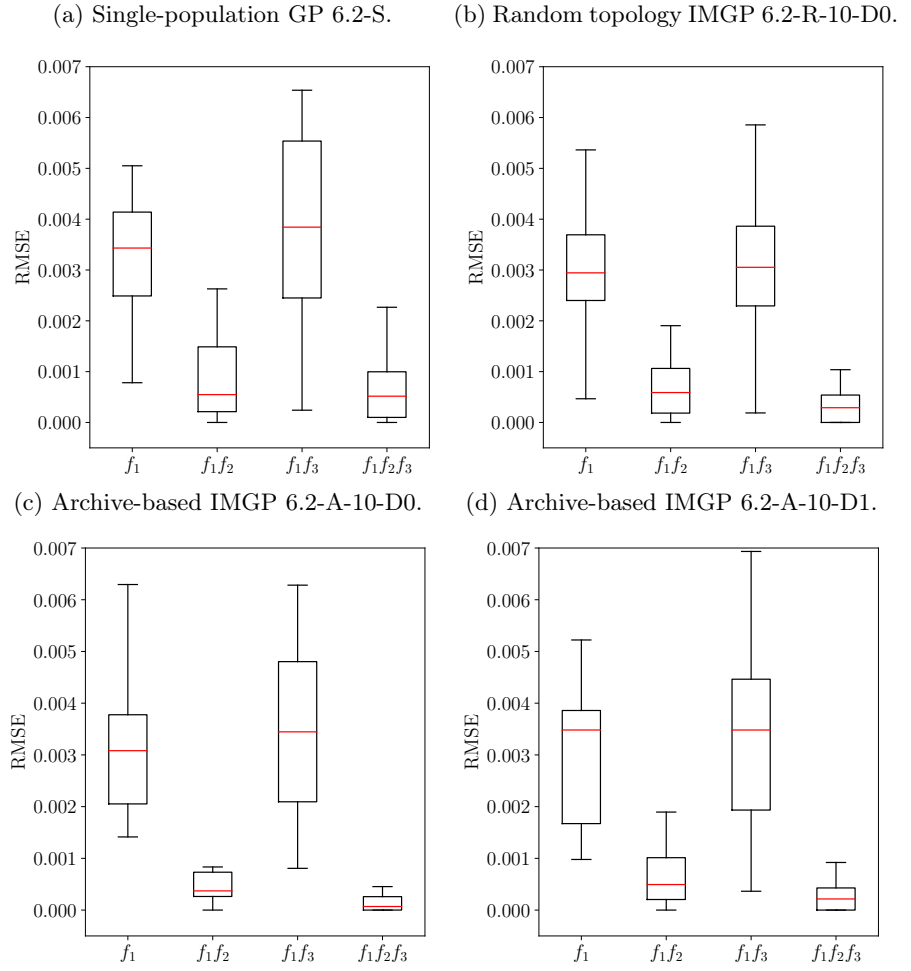 (a) Single-population GP 6.2-S.
(b) Random topology IMGP 6.2-R-10-D0.
0.007
0.006
0.005
0.004
0.003
0.002
0.001
0.000
RMSE
f₁
f₁f₂
f₁f₃
f₁f₂f₃
0.007
0.006
0.005
0.004
0.003
0.002
0.001
0.000
RMSE
f₁
f₁f₂
f₁f₃
f₁f₂f₃
(c) Archive-based IMGP 6.2-A-10-D0.
(d) Archive-based IMGP 6.2-A-10-D1.
0.007
0.006
0.005
0.004
0.003
0.002
0.001
0.000
RMSE
f₁
f₁f₂
f₁f₃
f₁f₂f₃
0.007
0.006
0.005
0.004
0.003
0.002
0.001
0.000
RMSE
f₁
f₁f₂
f₁f₃
f₁f₂f₃